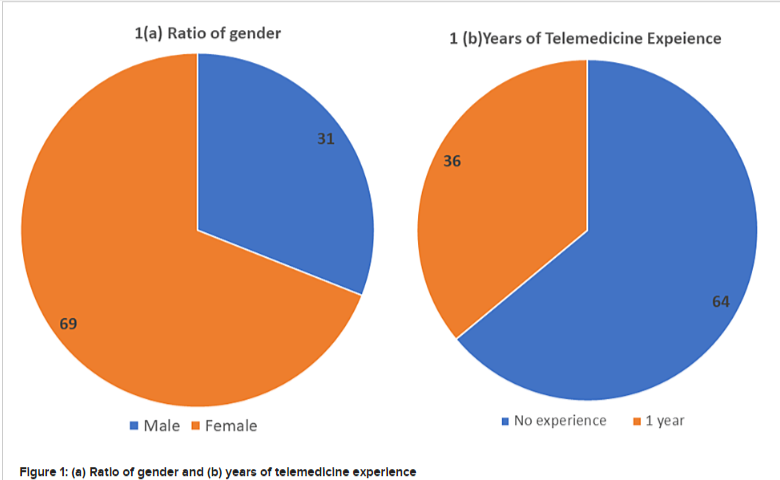 1(a) Ratio of gender
31
69
Male Female
1 (b)Years of Telemedicine Expeience
36
64
No experience 1 year
Figure 1: (a) Ratio of gender and (b) years of telemedicine experience